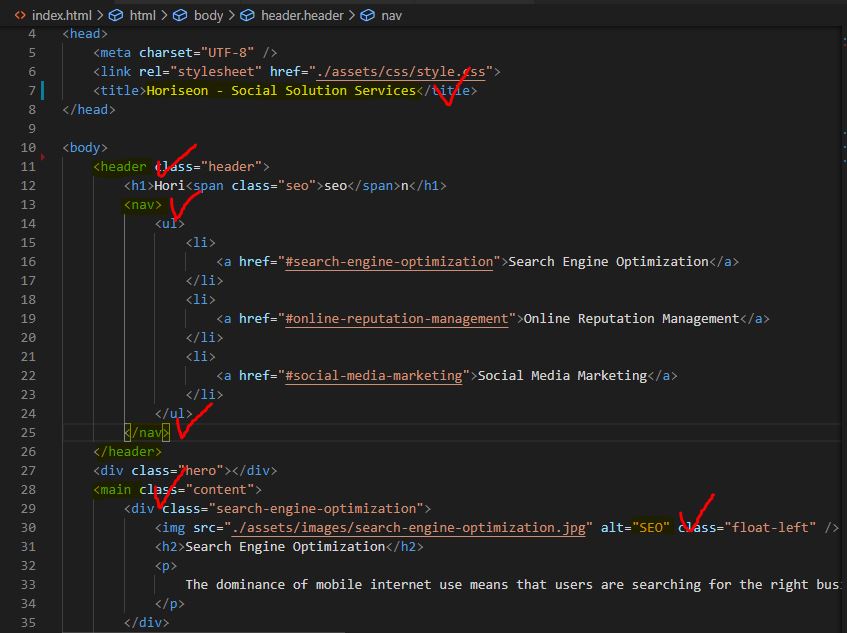 index.html > html > body > header.header > nav
4 <head>
5 <meta charset="UTF-8" />
6 <link rel="stylesheet" href="./assets/css/style.css">
7 <title>Horiseon - Social Solution Services</title>
8 </head>
9
10 <body>
11 <header class="header">
12 <h1>Hori<span class="seo">seo</span>n</h1>
13 <nav>
14 <ul>
15 <li>
16 <a href="#search-engine-optimization">Search Engine Optimization</a>
17 </li>
18 <li>
19 <a href="#online-reputation-management">Online Reputation Management</a>
20 </li>
21 <li>
22 <a href="#social-media-marketing">Social Media Marketing</a>
23 </li>
24 </ul>
25 </nav>
26 </header>
27 <div class="hero"></div>
28 <main class="content">
29 <div class="search-engine-optimization">
30 <img src="./assets/images/search-engine-optimization.jpg" alt="SEO" class="float-left" />
31 <h2>Search Engine Optimization</h2>
32 <p>
33 The dominance of mobile internet use means that users are searching for the right busi
34 </p>
35 </div>